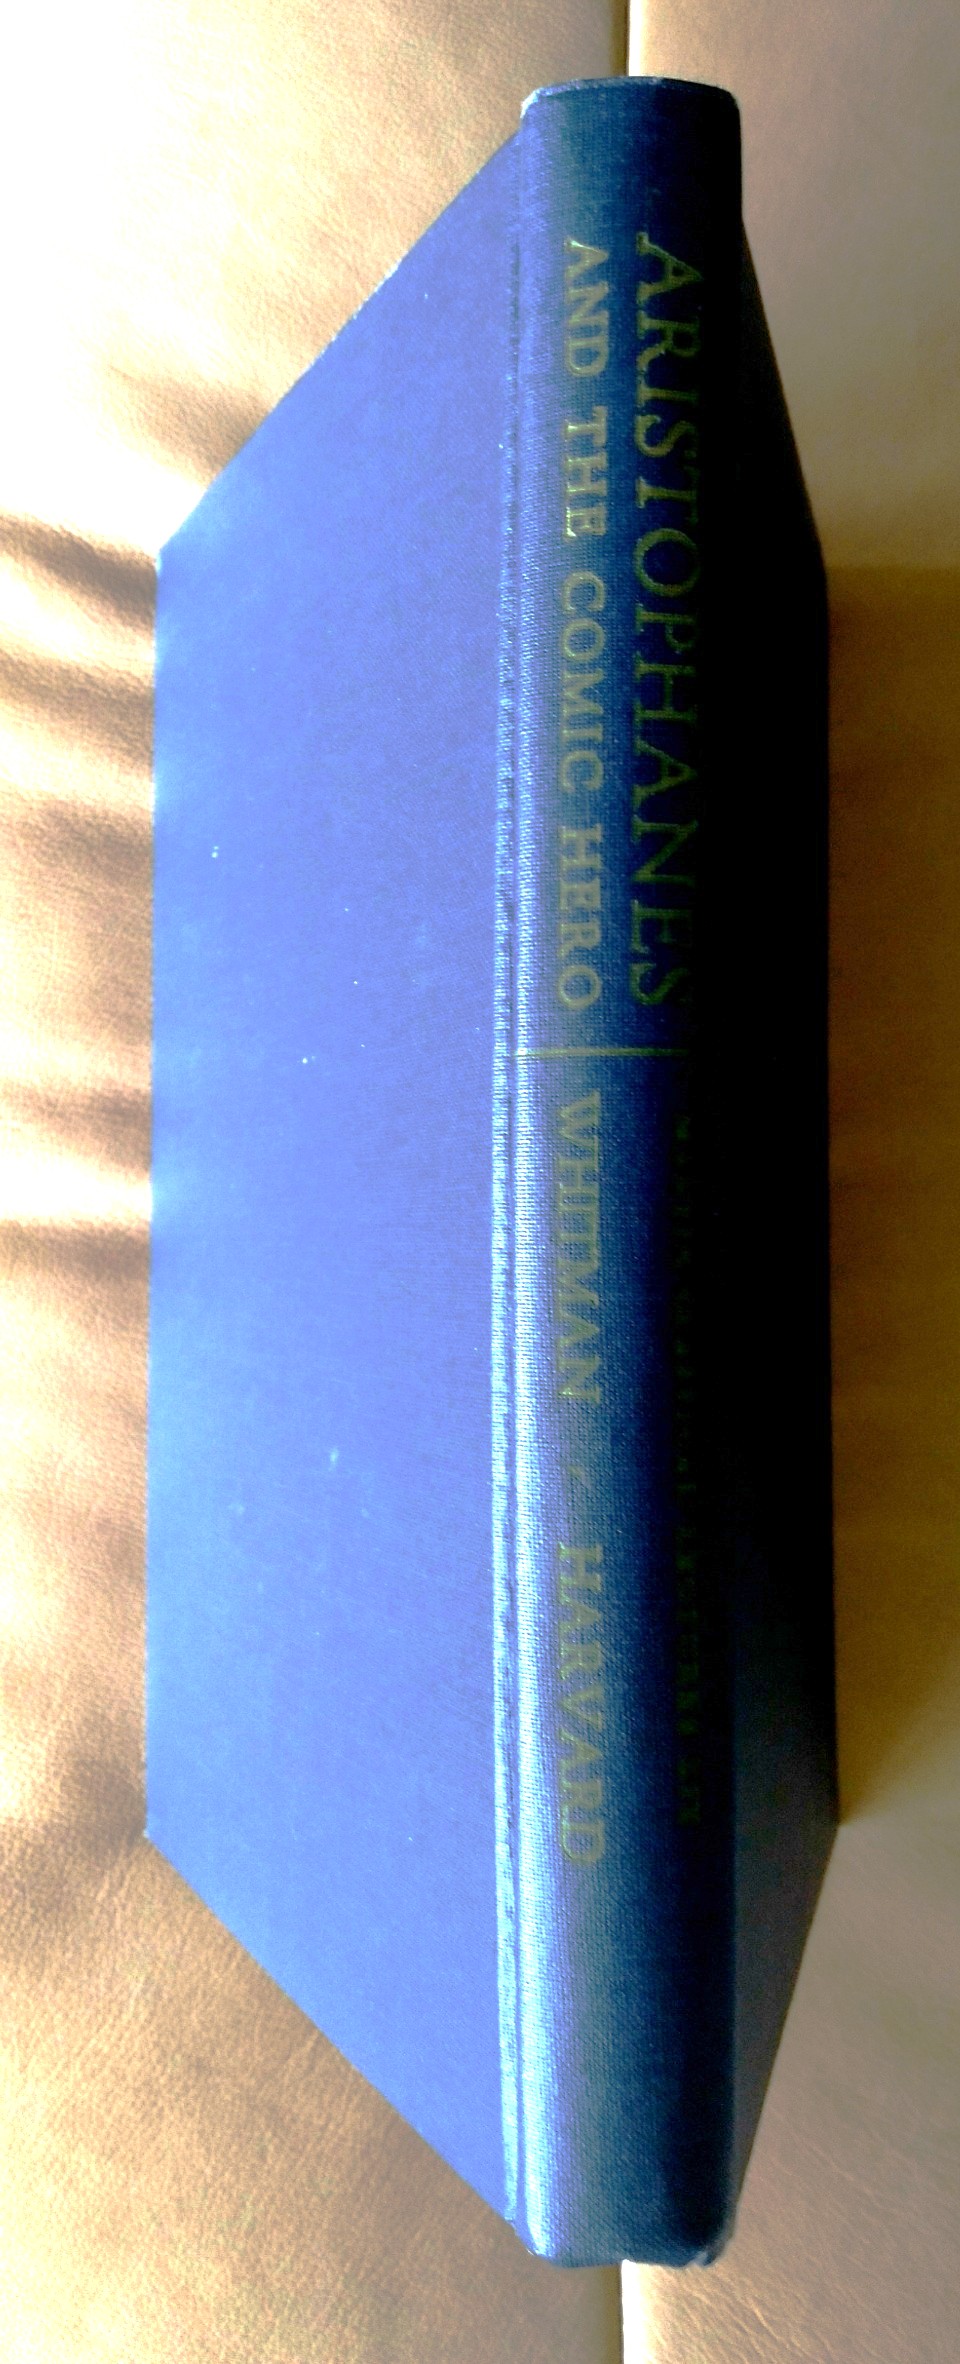 ARISTOPHANES
AND THE COMIC HERO
WHITMAN
HARVARD